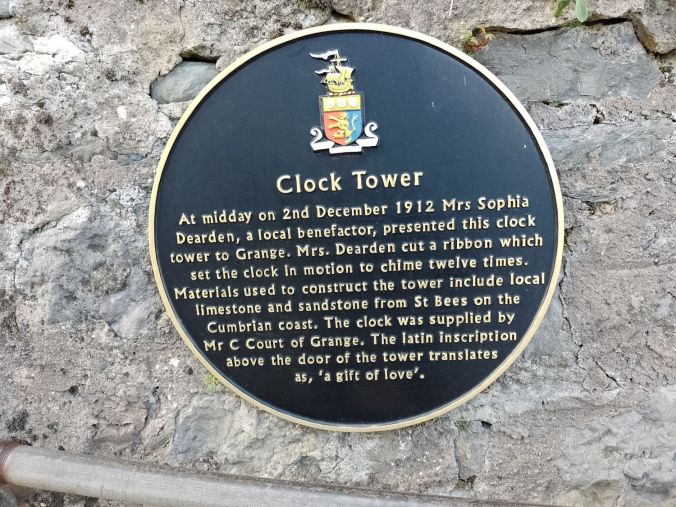 Clock Tower
At midday on 2nd December 1912 Mrs Sophia
Dearden, a local benefactor, presented this clock
tower to Grange. Mrs. Dearden cut a ribbon which
set the clock in motion to chime twelve times.
Materials used to construct the tower include local
limestone and sandstone from St Bees on the
Cumbrian coast. The clock was supplied by
Mr C Court of Grange. The latin inscription
above the door of the tower translates
as, 'a gift of love'.